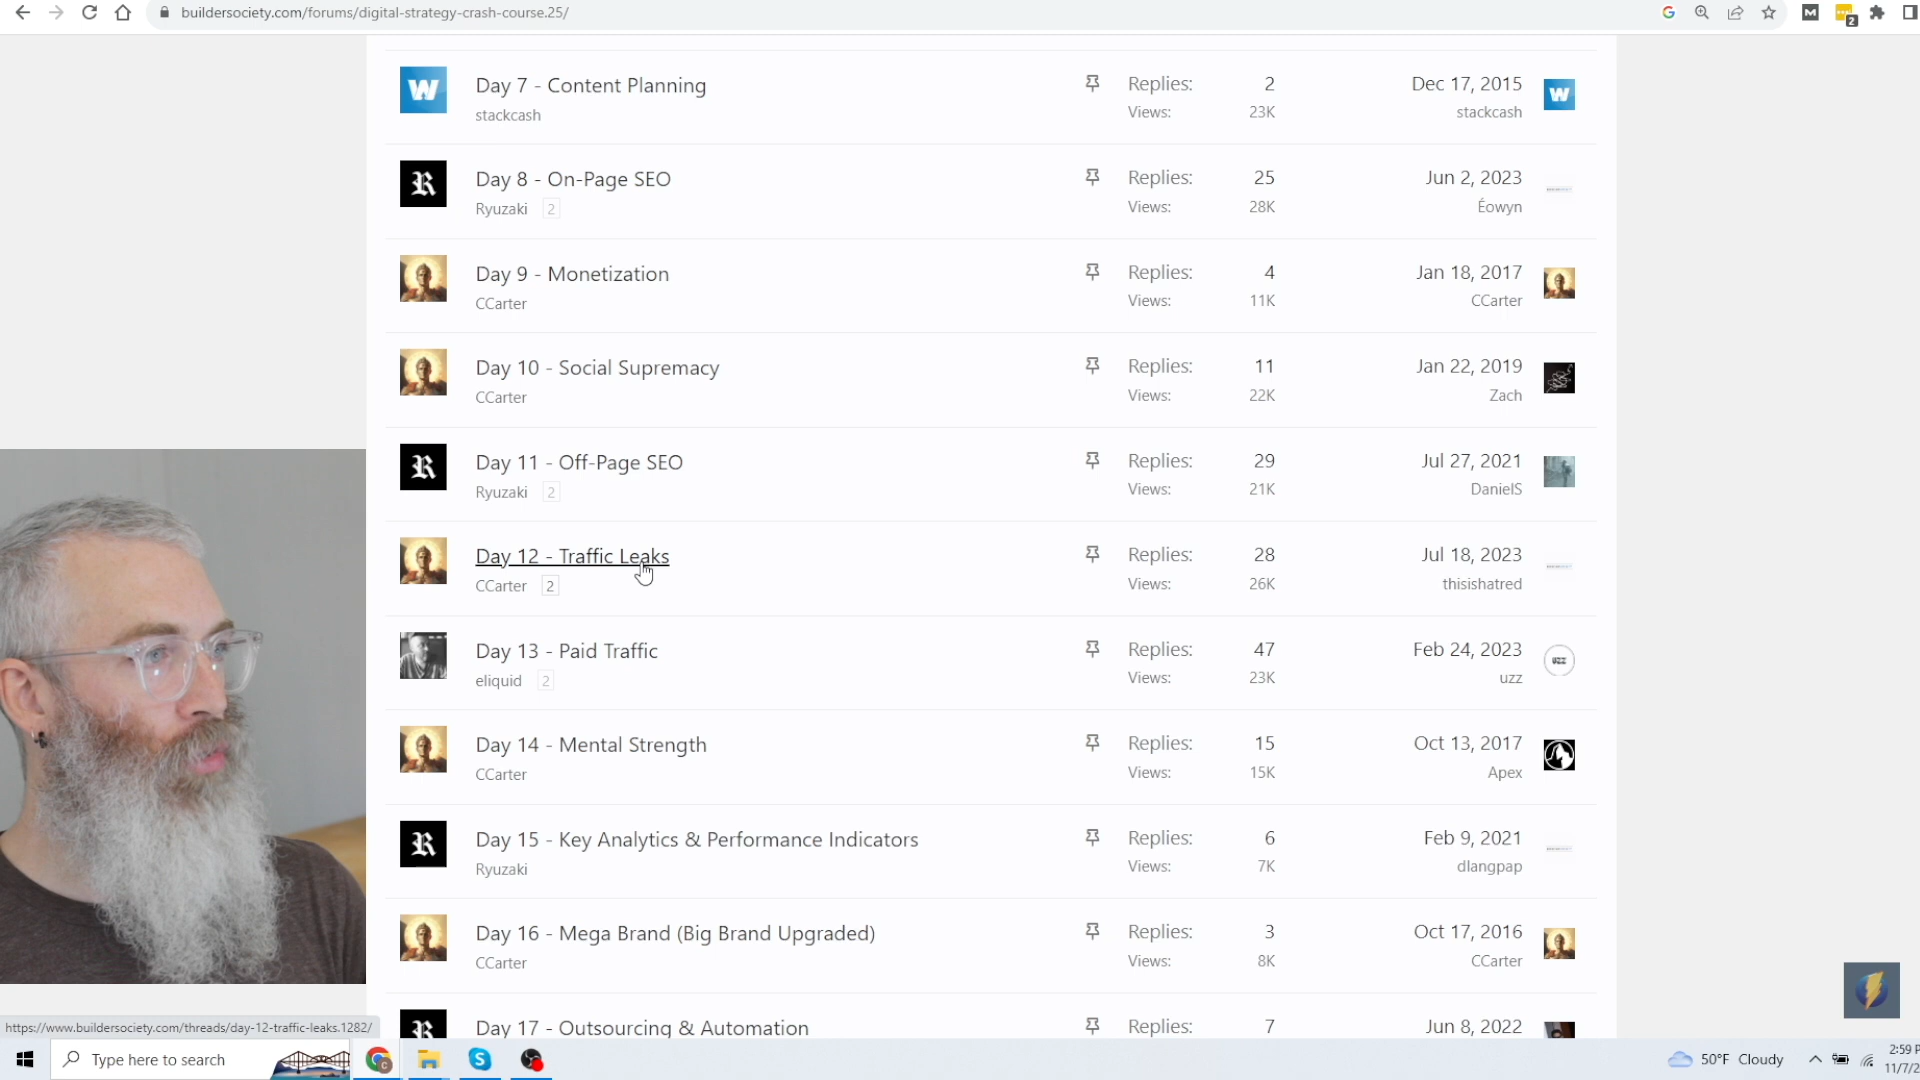 buildersociety.com/forums/digital-strategy-crash-course.25/
2
W
Day 7 - Content Planning
stackcash
Replies: 2
Views: 23K
Dec 17, 2015
stackcash
W
R
Day 8 - On-Page SEO
Ryuzaki 2
Replies: 25
Views: 28K
Jun 2, 2023
Éowyn
Day 9 - Monetization
CCarter
Replies: 4
Views: 11K
Jan 18, 2017
CCarter
Day 10 - Social Supremacy
CCarter
Replies: 11
Views: 22K
Jan 22, 2019
Zach
R
Day 11 - Off-Page SEO
Ryuzaki 2
Replies: 29
Views: 21K
Jul 27, 2021
DanielS
Day 12 - Traffic Leaks
CCarter 2
Replies: 28
Views: 26K
Jul 18, 2023
thisishatred
Day 13 - Paid Traffic
eliquid 2
Replies: 47
Views: 23K
Feb 24, 2023
uzz
UZZ
Day 14 - Mental Strength
CCarter
Replies: 15
Views: 15K
Oct 13, 2017
Apex
R
Day 15 - Key Analytics & Performance Indicators
Ryuzaki
Replies: 6
Views: 7K
Feb 9, 2021
dlangpap
Day 16 - Mega Brand (Big Brand Upgraded)
CCarter
Replies: 3
Views: 8K
Oct 17, 2016
CCarter
R
Day 17 - Outsourcing & Automation
Replies: 7
Jun 8, 2022
https://www.buildersociety.com/threads/day-12-traffic-leaks.1282/
Type here to search
50°F Cloudy
2:59 P
11/7/2